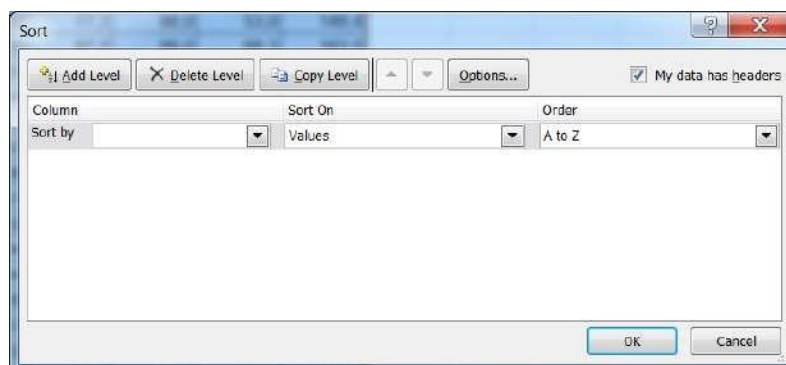 Sort
Add Level
Delete Level
Copy Level
Options...
My data has headers
Column
Sort On
Order
Sort by
Values
A to Z
OK
Cancel